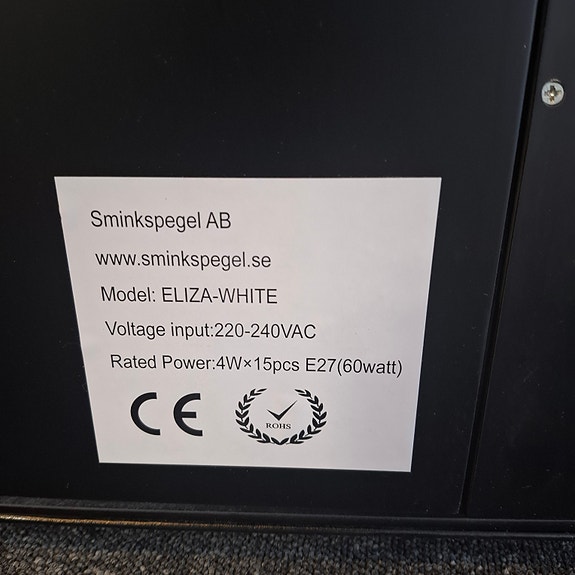 Sminkspegel AB
www.sminkspegel.se
Model: ELIZA-WHITE
Voltage input:220-240VAC
Rated Power:4W×15pcs E27(60watt)
CE
ROHS